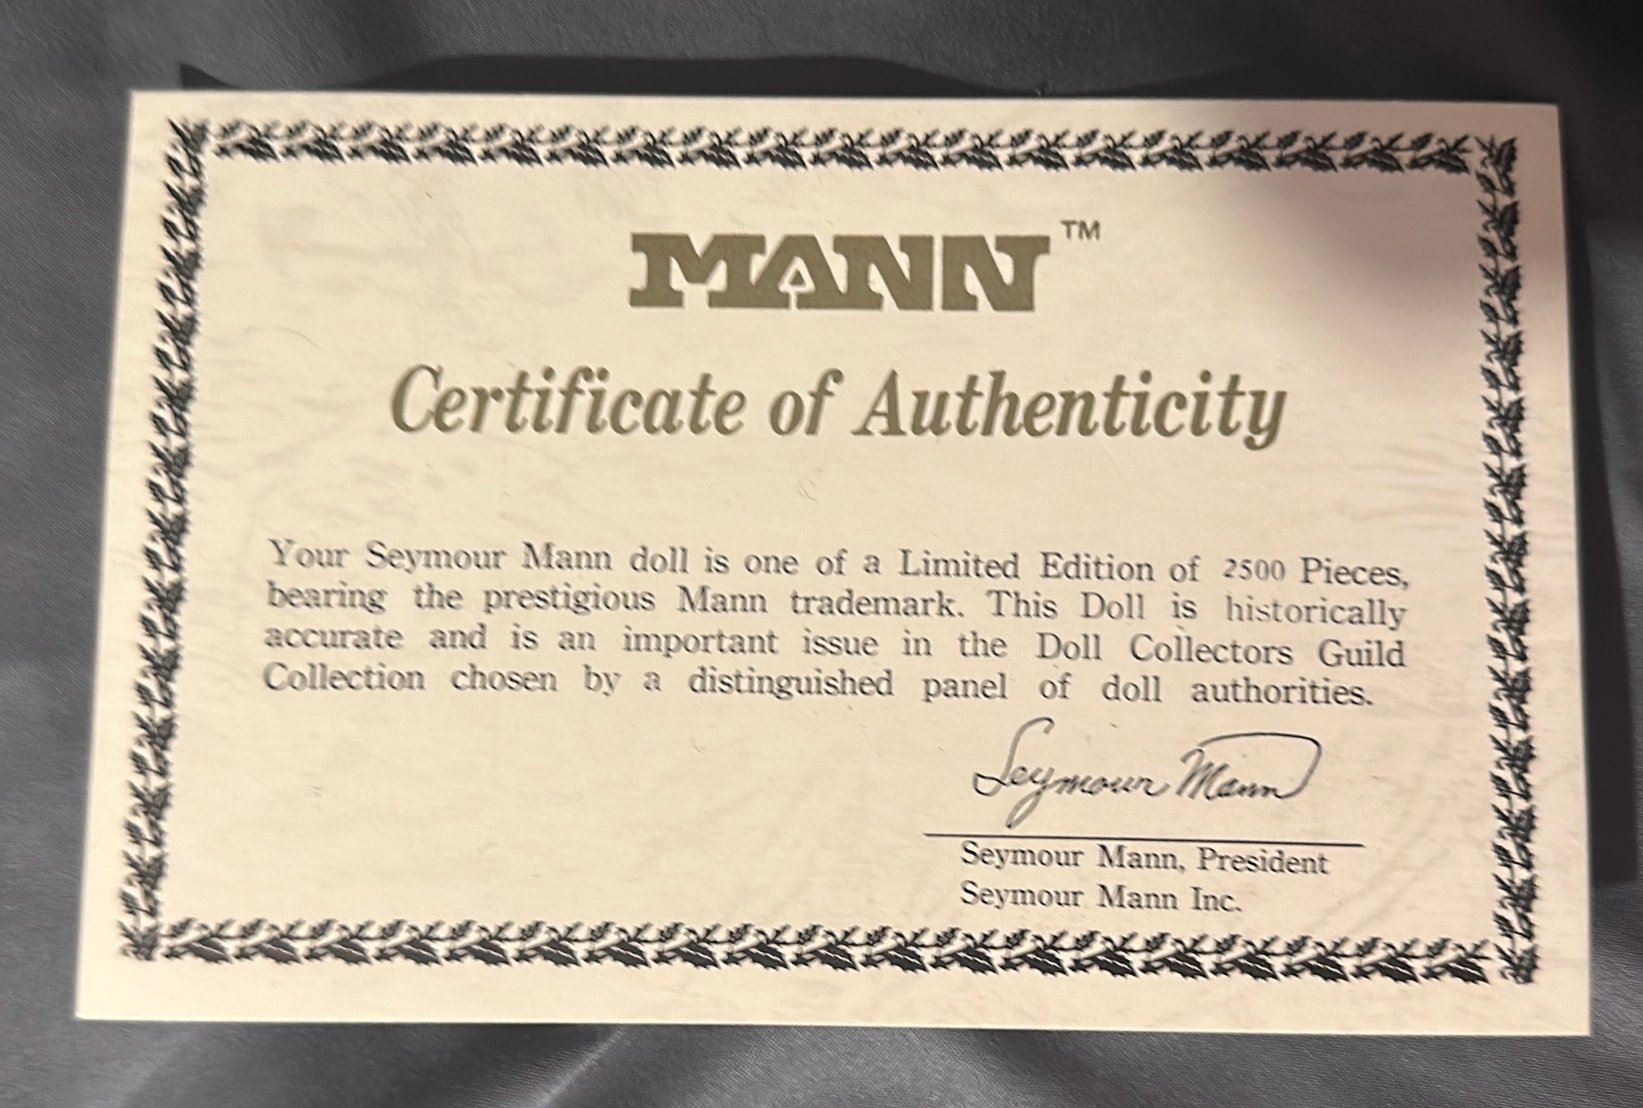 MANN™
Certificate of Authenticity
Your Seymour Mann doll is one of a Limited Edition of 2500 Pieces,
bearing the prestigious Mann trademark. This Doll is historically
accurate and is an important issue in the Doll Collectors Guild
Collection chosen by a distinguished panel of doll authorities.
Seymour Mann
Seymour Mann, President
Seymour Mann Inc.